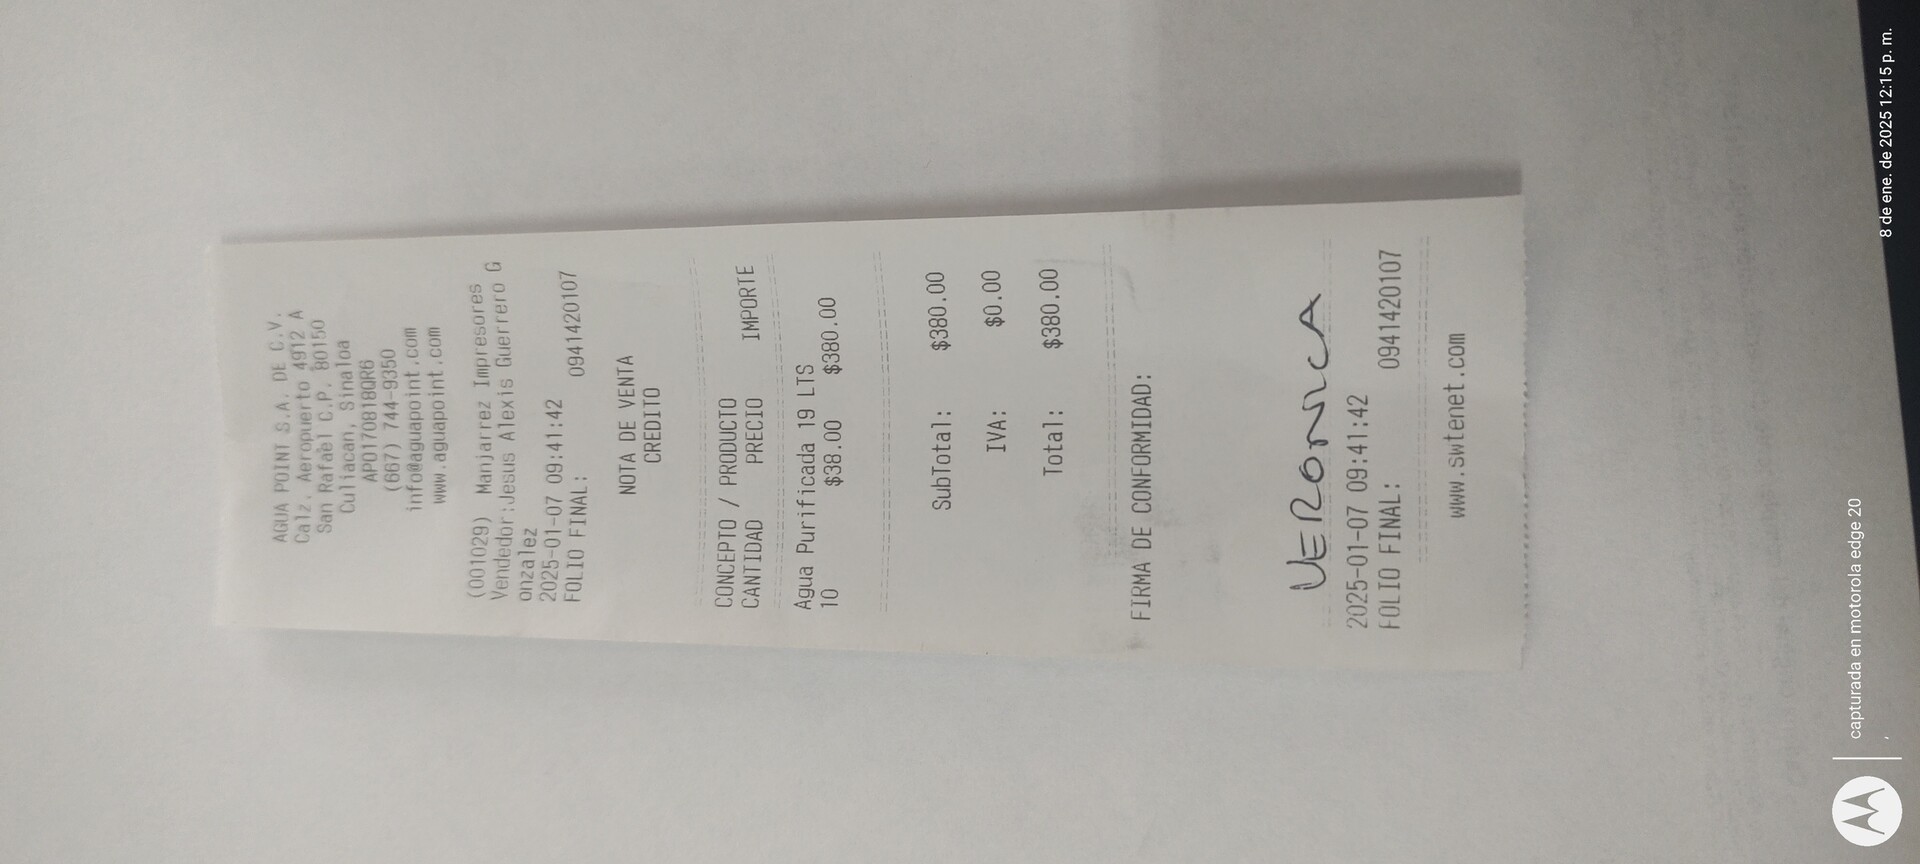 AGUA POINT S.A. DE C.V.
Calz. Aeropuerto 4912 A
San Rafael C.P. 80150
Culiacan, Sinaloa
APO170818QR6
(667) 744-9350
info@aguapoint.com
www.aguapoint.com
(001029) Manjarrez Impresores
Vendedor:Jesus Alexis Guerrero G
onzalez
2025-01-07 09:41:42
FOLIO FINAL: 0941420107
NOTA DE VENTA
CREDITO
CONCEPTO / PRODUCTO
CANTIDAD PRECIO IMPORTE
Agua Purificada 19 LTS
10 $38.00 $380.00
SubTotal: $380.00
IVA: $0.00
Total: $380.00
FIRMA DE CONFORMIDAD:
VERONICA
2025-01-07 09:41:42
FOLIO FINAL: 0941420107
www.swtenet.com
capturada en motorola edge 20
8 de ene. de 2025 12:15 p. m.